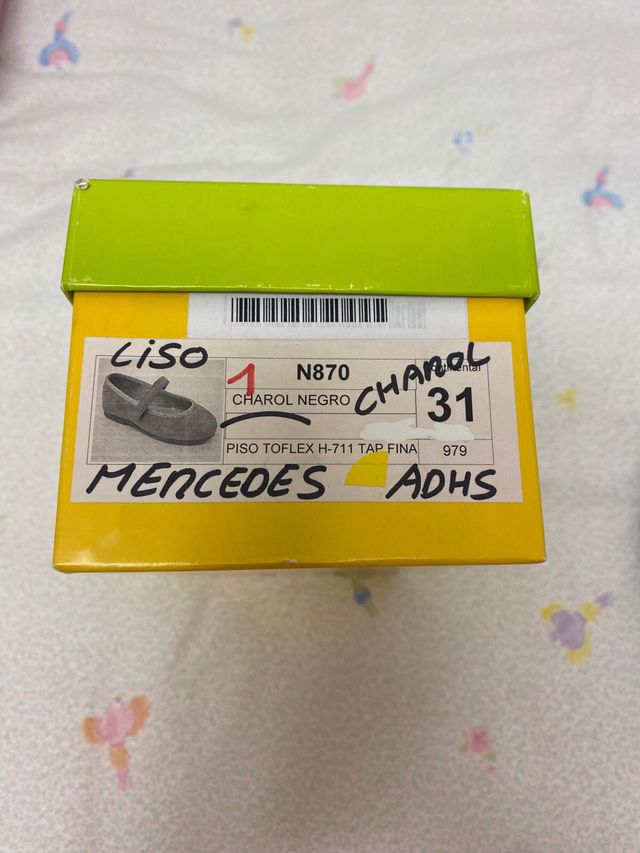 LISO
1 N870
CHAROL
CHAROL NEGRO
31
PISO TOFLEX H-711 TAP FINA
979
MERCEDES ADHS